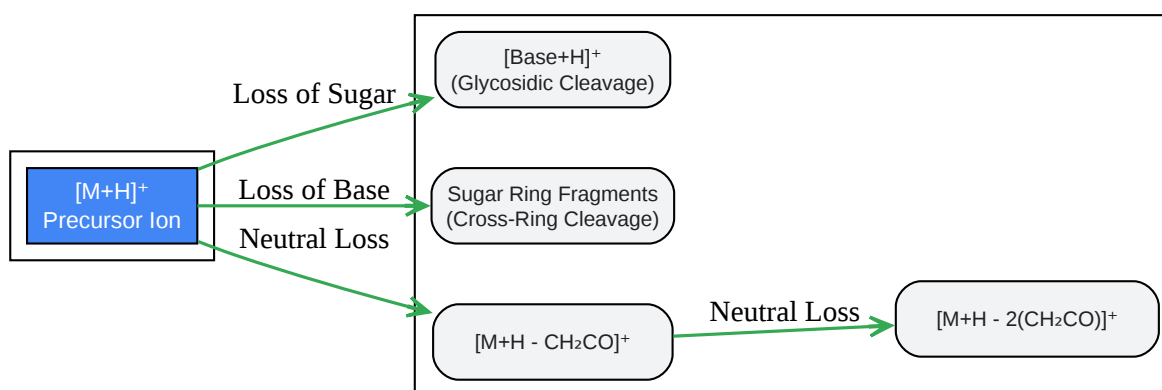 [Base+H]⁺
(Glycosidic Cleavage)
Loss of Sugar
[M+H]⁺
Precursor Ion
Loss of Base
Sugar Ring Fragments
(Cross-Ring Cleavage)
Neutral Loss
[M+H - CH₂CO]⁺
Neutral Loss
[M+H - 2(CH₂CO)]⁺